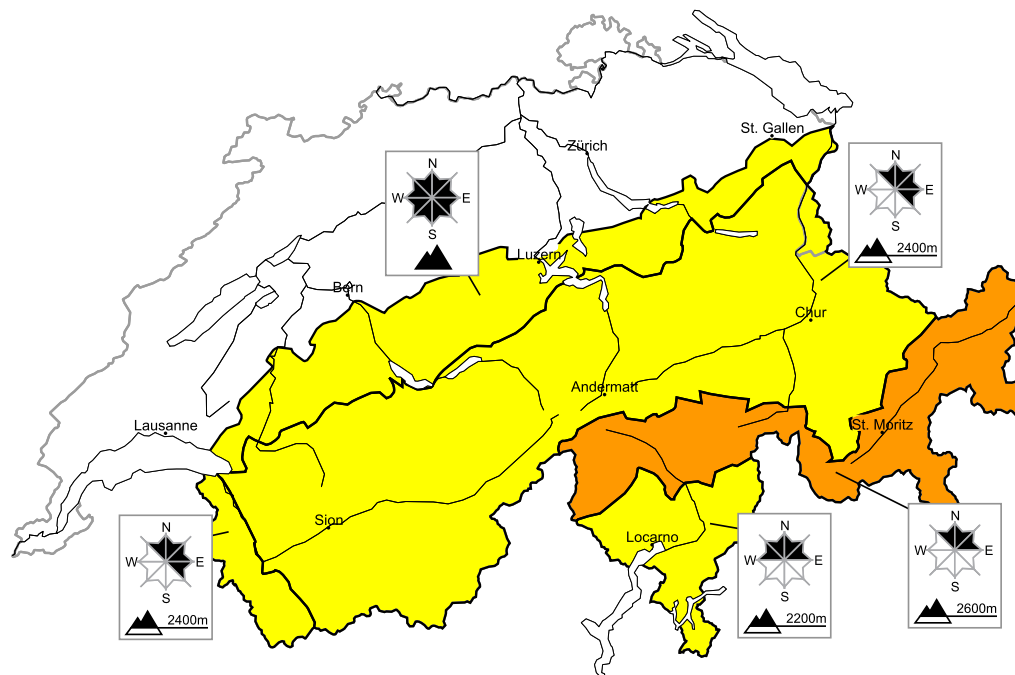 St. Gallen
Zürich
N
W E
S
N
W E
S
2400m
Luzern
Bern
Chur
Andermatt
Lausanne
St. Moritz
Sion
Locarno
N
W E
S
2400m
N
W E
S
2200m
N
W E
S
2600m